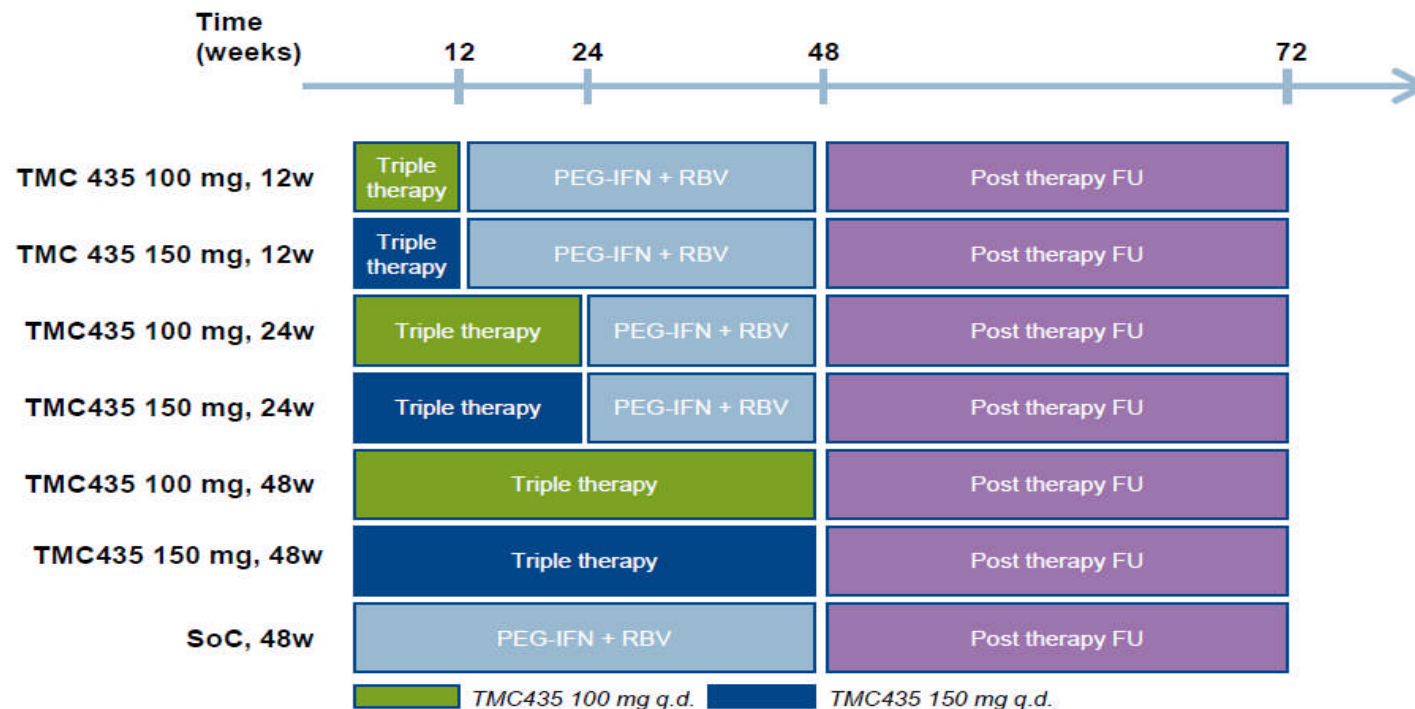 Time
(weeks)
12 24 48 72
TMC 435 100 mg, 12w
Triple
therapy
PEG-IFN + RBV
Post therapy FU
TMC 435 150 mg, 12w
Triple
therapy
PEG-IFN + RBV
Post therapy FU
TMC435 100 mg, 24w
Triple therapy
PEG-IFN + RBV
Post therapy FU
TMC435 150 mg, 24w
Triple therapy
PEG-IFN + RBV
Post therapy FU
TMC435 100 mg, 48w
Triple therapy
Post therapy FU
TMC435 150 mg, 48w
Triple therapy
Post therapy FU
SoC, 48w
PEG-IFN + RBV
Post therapy FU
TMC435 100 mg q.d.
TMC435 150 mg q.d.